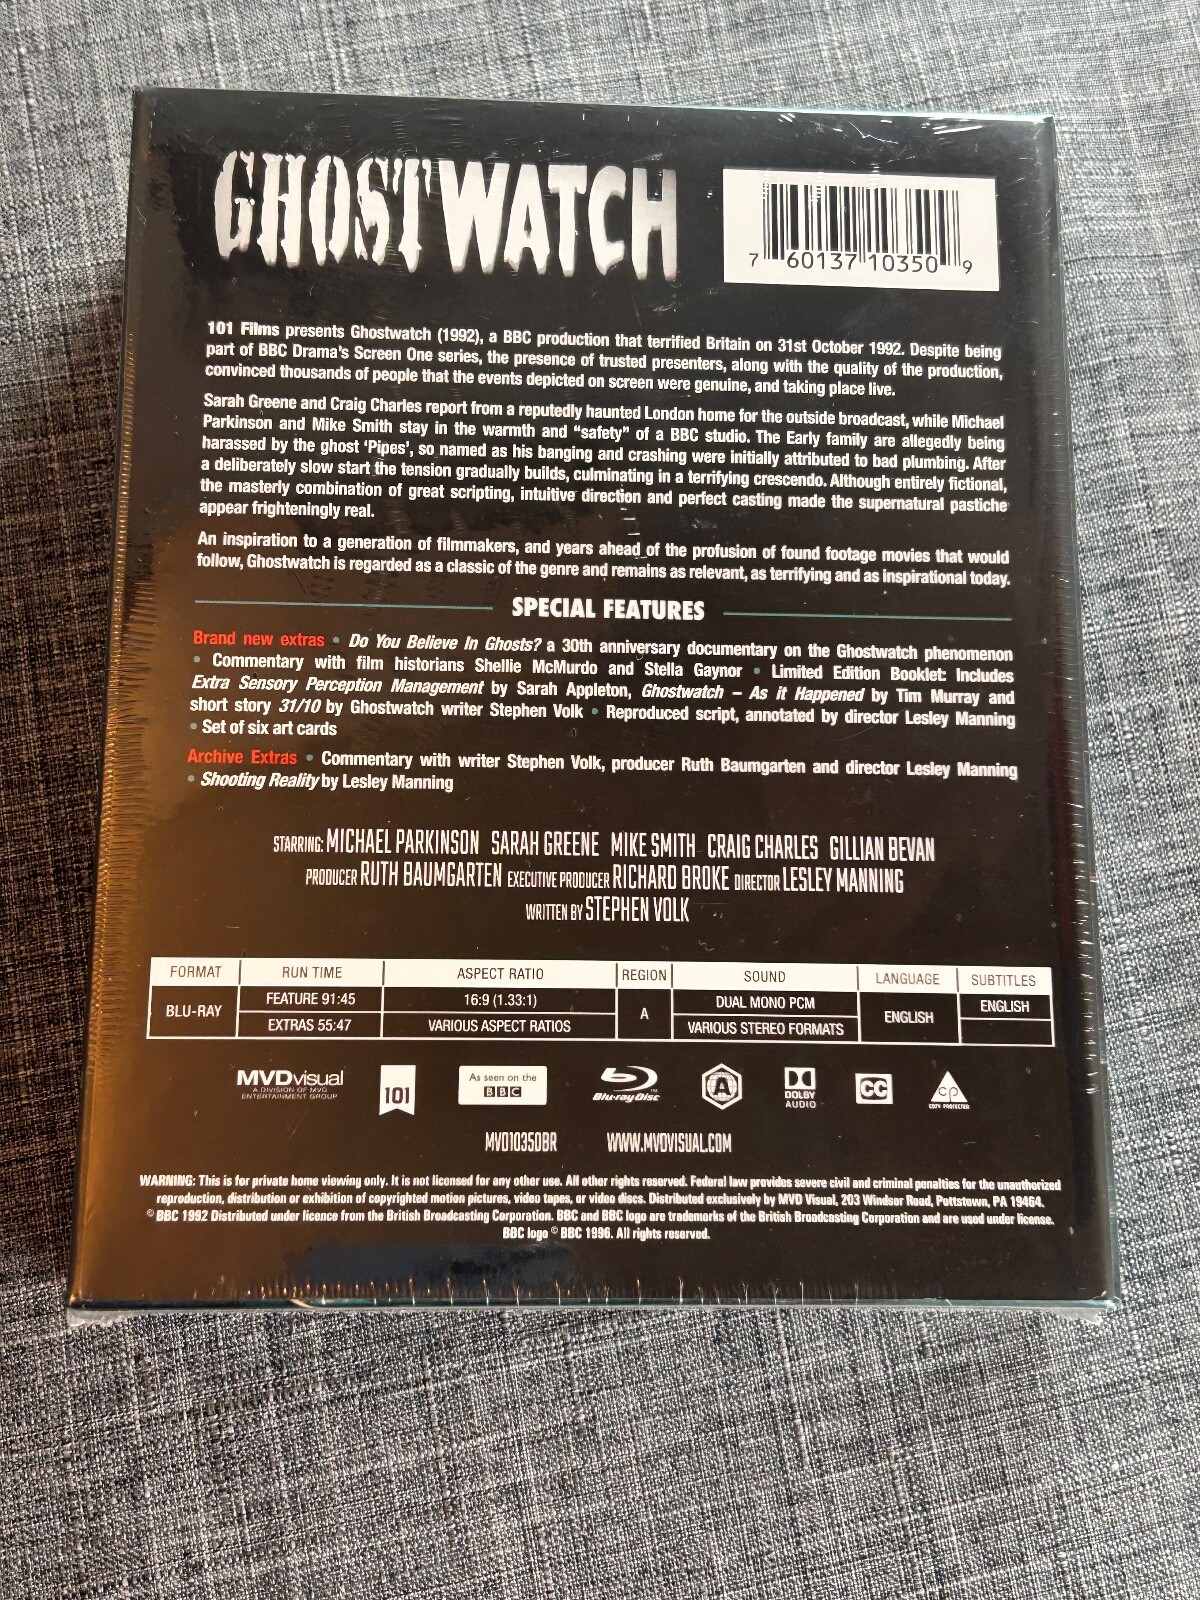 GHOSTWATCH
7 60137 10350 9
101 Films presents Ghostwatch (1992), a BBC production that terrified Britain on 31st October 1992. Despite being
part of BBC Drama's Screen One series, the presence of trusted presenters, along with the quality of the production,
convinced thousands of people that the events depicted on screen were genuine, and taking place live.
Sarah Greene and Craig Charles report from a reputedly haunted London home for the outside broadcast, while Michael
Parkinson and Mike Smith stay in the warmth and "safety" of a BBC studio. The Early family are allegedly being
harassed by the ghost 'Pipes', so named as his banging and crashing were initially attributed to bad plumbing. After
a deliberately slow start the tension gradually builds, culminating in a terrifying crescendo. Although entirely fictional,
the masterly combination of great scripting, intuitive direction and perfect casting made the supernatural pastiche
appear frighteningly real.
An inspiration to a generation of filmmakers, and years ahead of the profusion of found footage movies that would
follow, Ghostwatch is regarded as a classic of the genre and remains as relevant, as terrifying and as inspirational today.
SPECIAL FEATURES
Brand new extras • Do You Believe In Ghosts? a 30th anniversary documentary on the Ghostwatch phenomenon
• Commentary with film historians Shellie McMurdo and Stella Gaynor • Limited Edition Booklet: Includes
Extra Sensory Perception Management by Sarah Appleton, Ghostwatch – As it Happened by Tim Murray and
short story 31/10 by Ghostwatch writer Stephen Volk • Reproduced script, annotated by director Lesley Manning
• Set of six art cards
Archive Extras • Commentary with writer Stephen Volk, producer Ruth Baumgarten and director Lesley Manning
• Shooting Reality by Lesley Manning
STARRING: MICHAEL PARKINSON SARAH GREENE MIKE SMITH CRAIG CHARLES GILLIAN BEVAN
PRODUCER RUTH BAUMGARTEN EXECUTIVE PRODUCER RICHARD BROKE DIRECTOR LESLEY MANNING
WRITTEN BY STEPHEN VOLK
FORMAT RUN TIME ASPECT RATIO REGION SOUND LANGUAGE SUBTITLES
BLU-RAY FEATURE 91:45 16:9 (1.33:1) A DUAL MONO PCM ENGLISH ENGLISH
EXTRAS 55:47 VARIOUS ASPECT RATIOS VARIOUS STEREO FORMATS
MVDvisual
A DIVISION OF MVD
ENTERTAINMENT GROUP
101
As seen on the
BBC
Blu-ray Disc
A
DOLBY
AUDIO
CC
cp
COPY PROTECTED
MVD10350BR WWW.MVDVISUAL.COM
WARNING: This is for private home viewing only. It is not licensed for any other use. All other rights reserved. Federal law provides severe civil and criminal penalties for the unauthorized
reproduction, distribution or exhibition of copyrighted motion pictures, video tapes, or video discs. Distributed exclusively by MVD Visual, 203 Windsor Road, Pottstown, PA 19464.
© BBC 1992 Distributed under licence from the British Broadcasting Corporation. BBC and BBC logo are trademarks of the British Broadcasting Corporation and are used under license.
BBC logo © BBC 1996. All rights reserved.